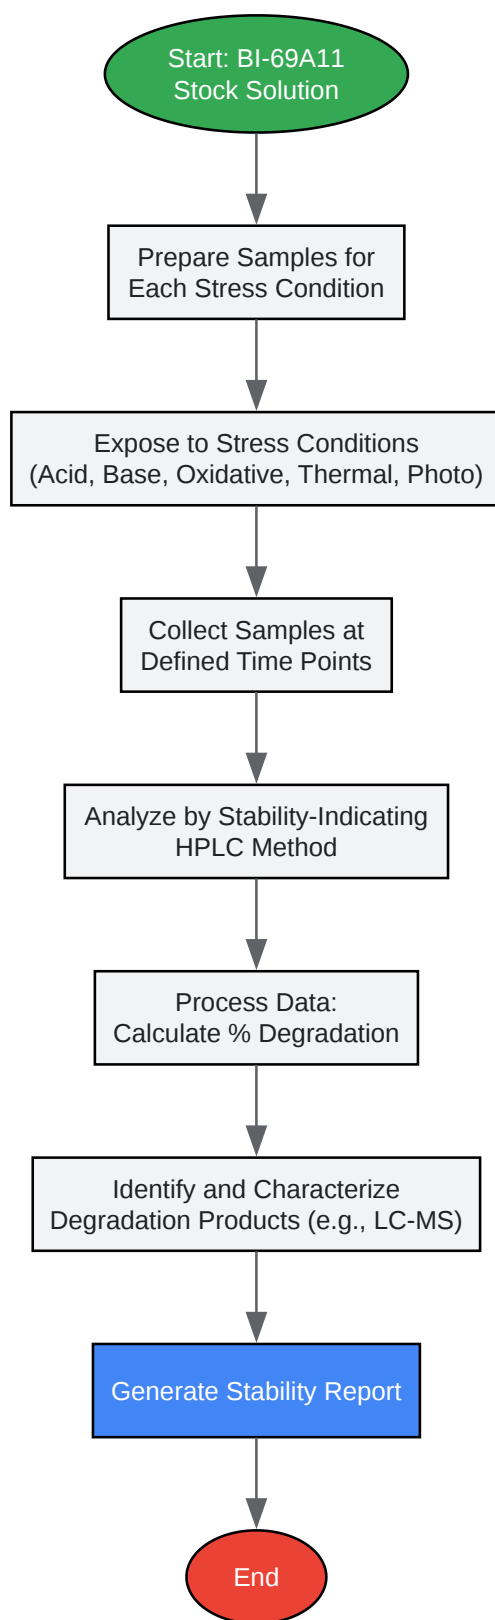 Start: BI-69A11
Stock Solution
Prepare Samples for
Each Stress Condition
Expose to Stress Conditions
(Acid, Base, Oxidative, Thermal, Photo)
Collect Samples at
Defined Time Points
Analyze by Stability-Indicating
HPLC Method
Process Data:
Calculate % Degradation
Identify and Characterize
Degradation Products (e.g., LC-MS)
Generate Stability Report
End